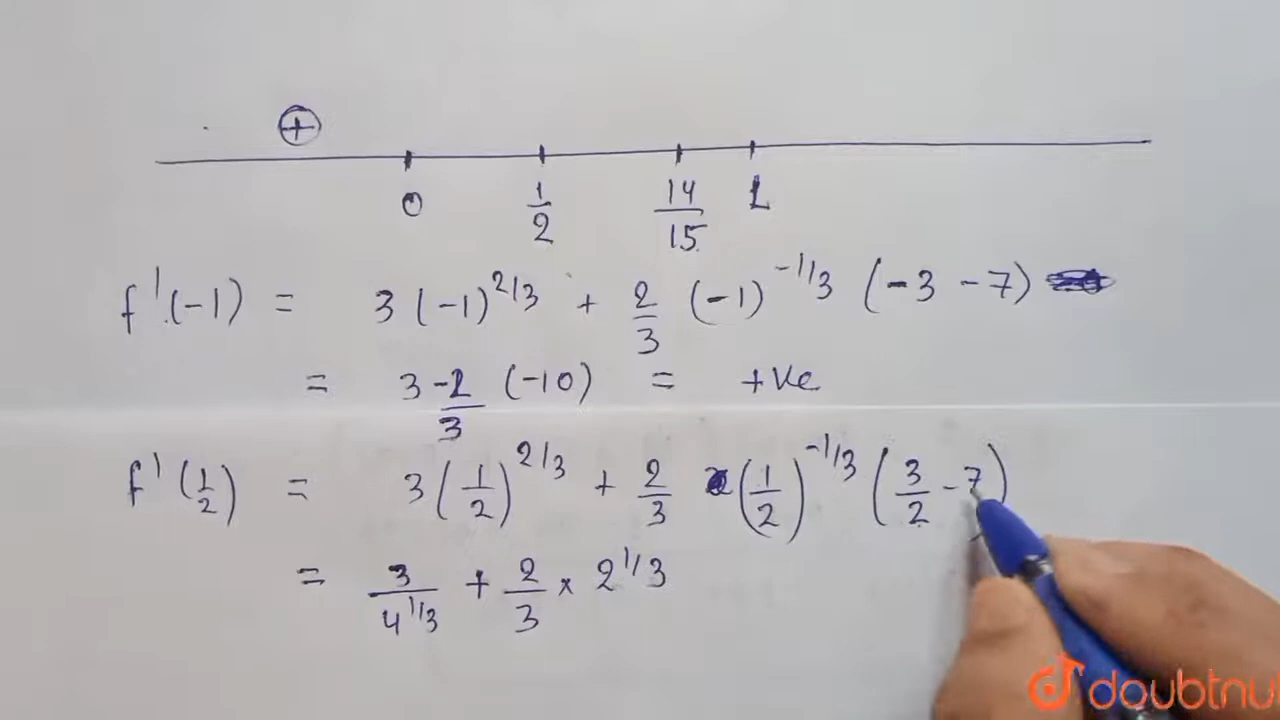 ⊕
0 1/2 14/15 1
f'(-1) = 3(-1)^2/3 + 2/3 (-1)^-1/3 (-3 - 7)
= 3 -2/3 (-10) = +ve
f'(1/2) = 3(1/2)^2/3 + 2/3 (1/2)^-1/3 (3/2 - 7)
= 3/4^1/3 + 2/3 × 2^1/3
doubtnu